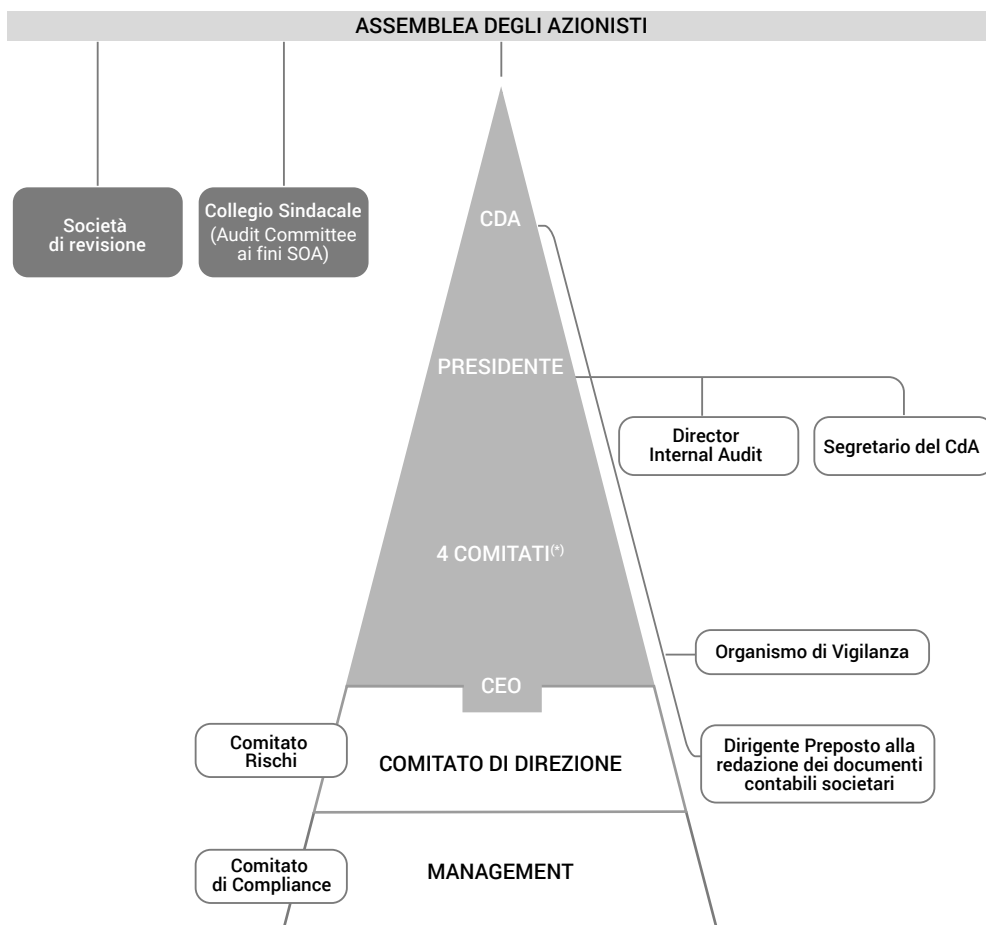 ASSEMBLEA DEGLI AZIONISTI
Società
di revisione
Collegio Sindacale
(Audit Committee
ai fini SOA)
CDA
PRESIDENTE
Director
Internal Audit
Segretario del CdA
4 COMITATI(*)
Organismo di Vigilanza
CEO
Comitato
Rischi
COMITATO DI DIREZIONE
Dirigente Preposto alla
redazione dei documenti
contabili societari
Comitato
di Compliance
MANAGEMENT